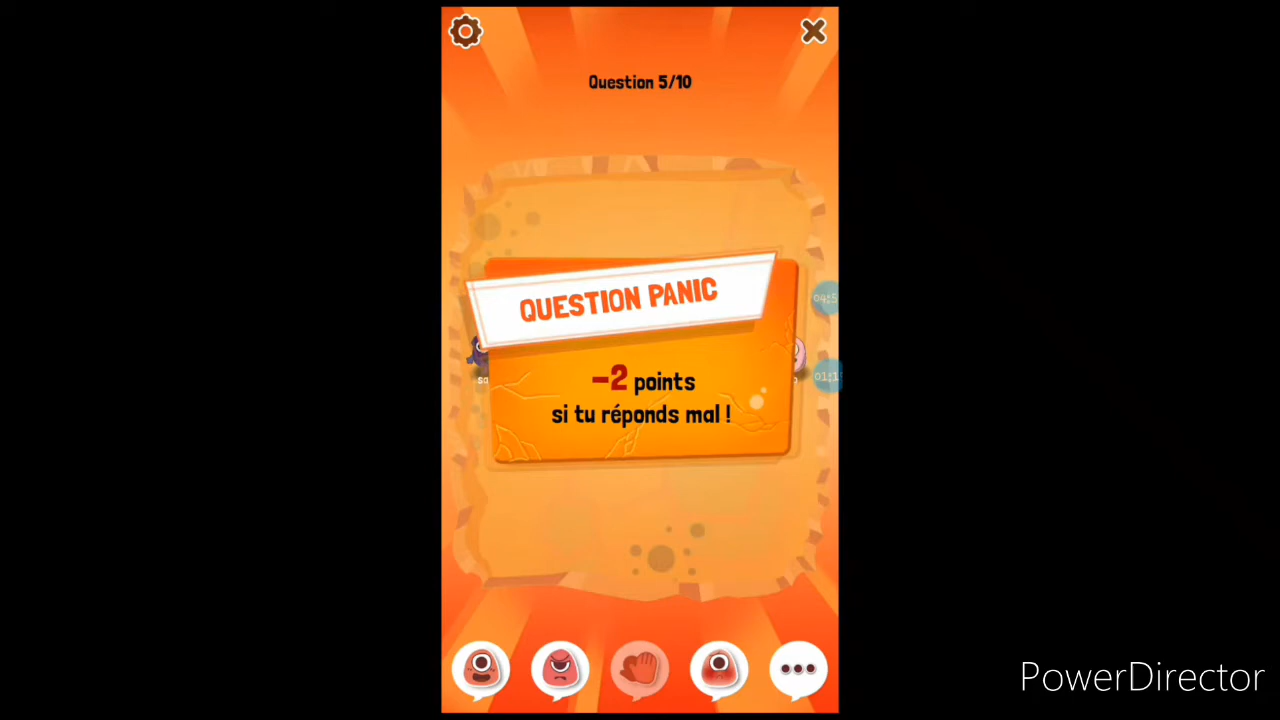 Question 5/10
QUESTION PANIC
-2 points
si tu réponds mal !
PowerDirector